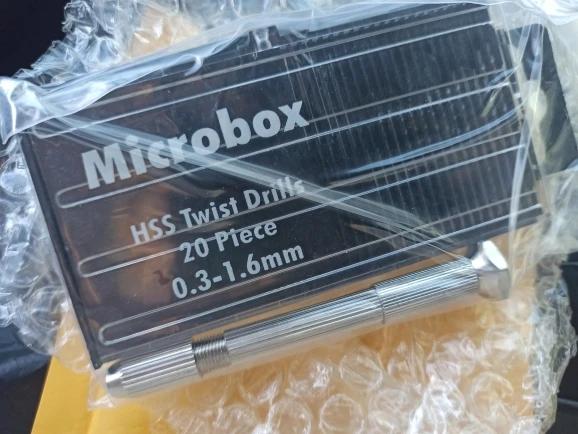 Microbox
HSS Twist Drills
20 Piece
0.3-1.6mm